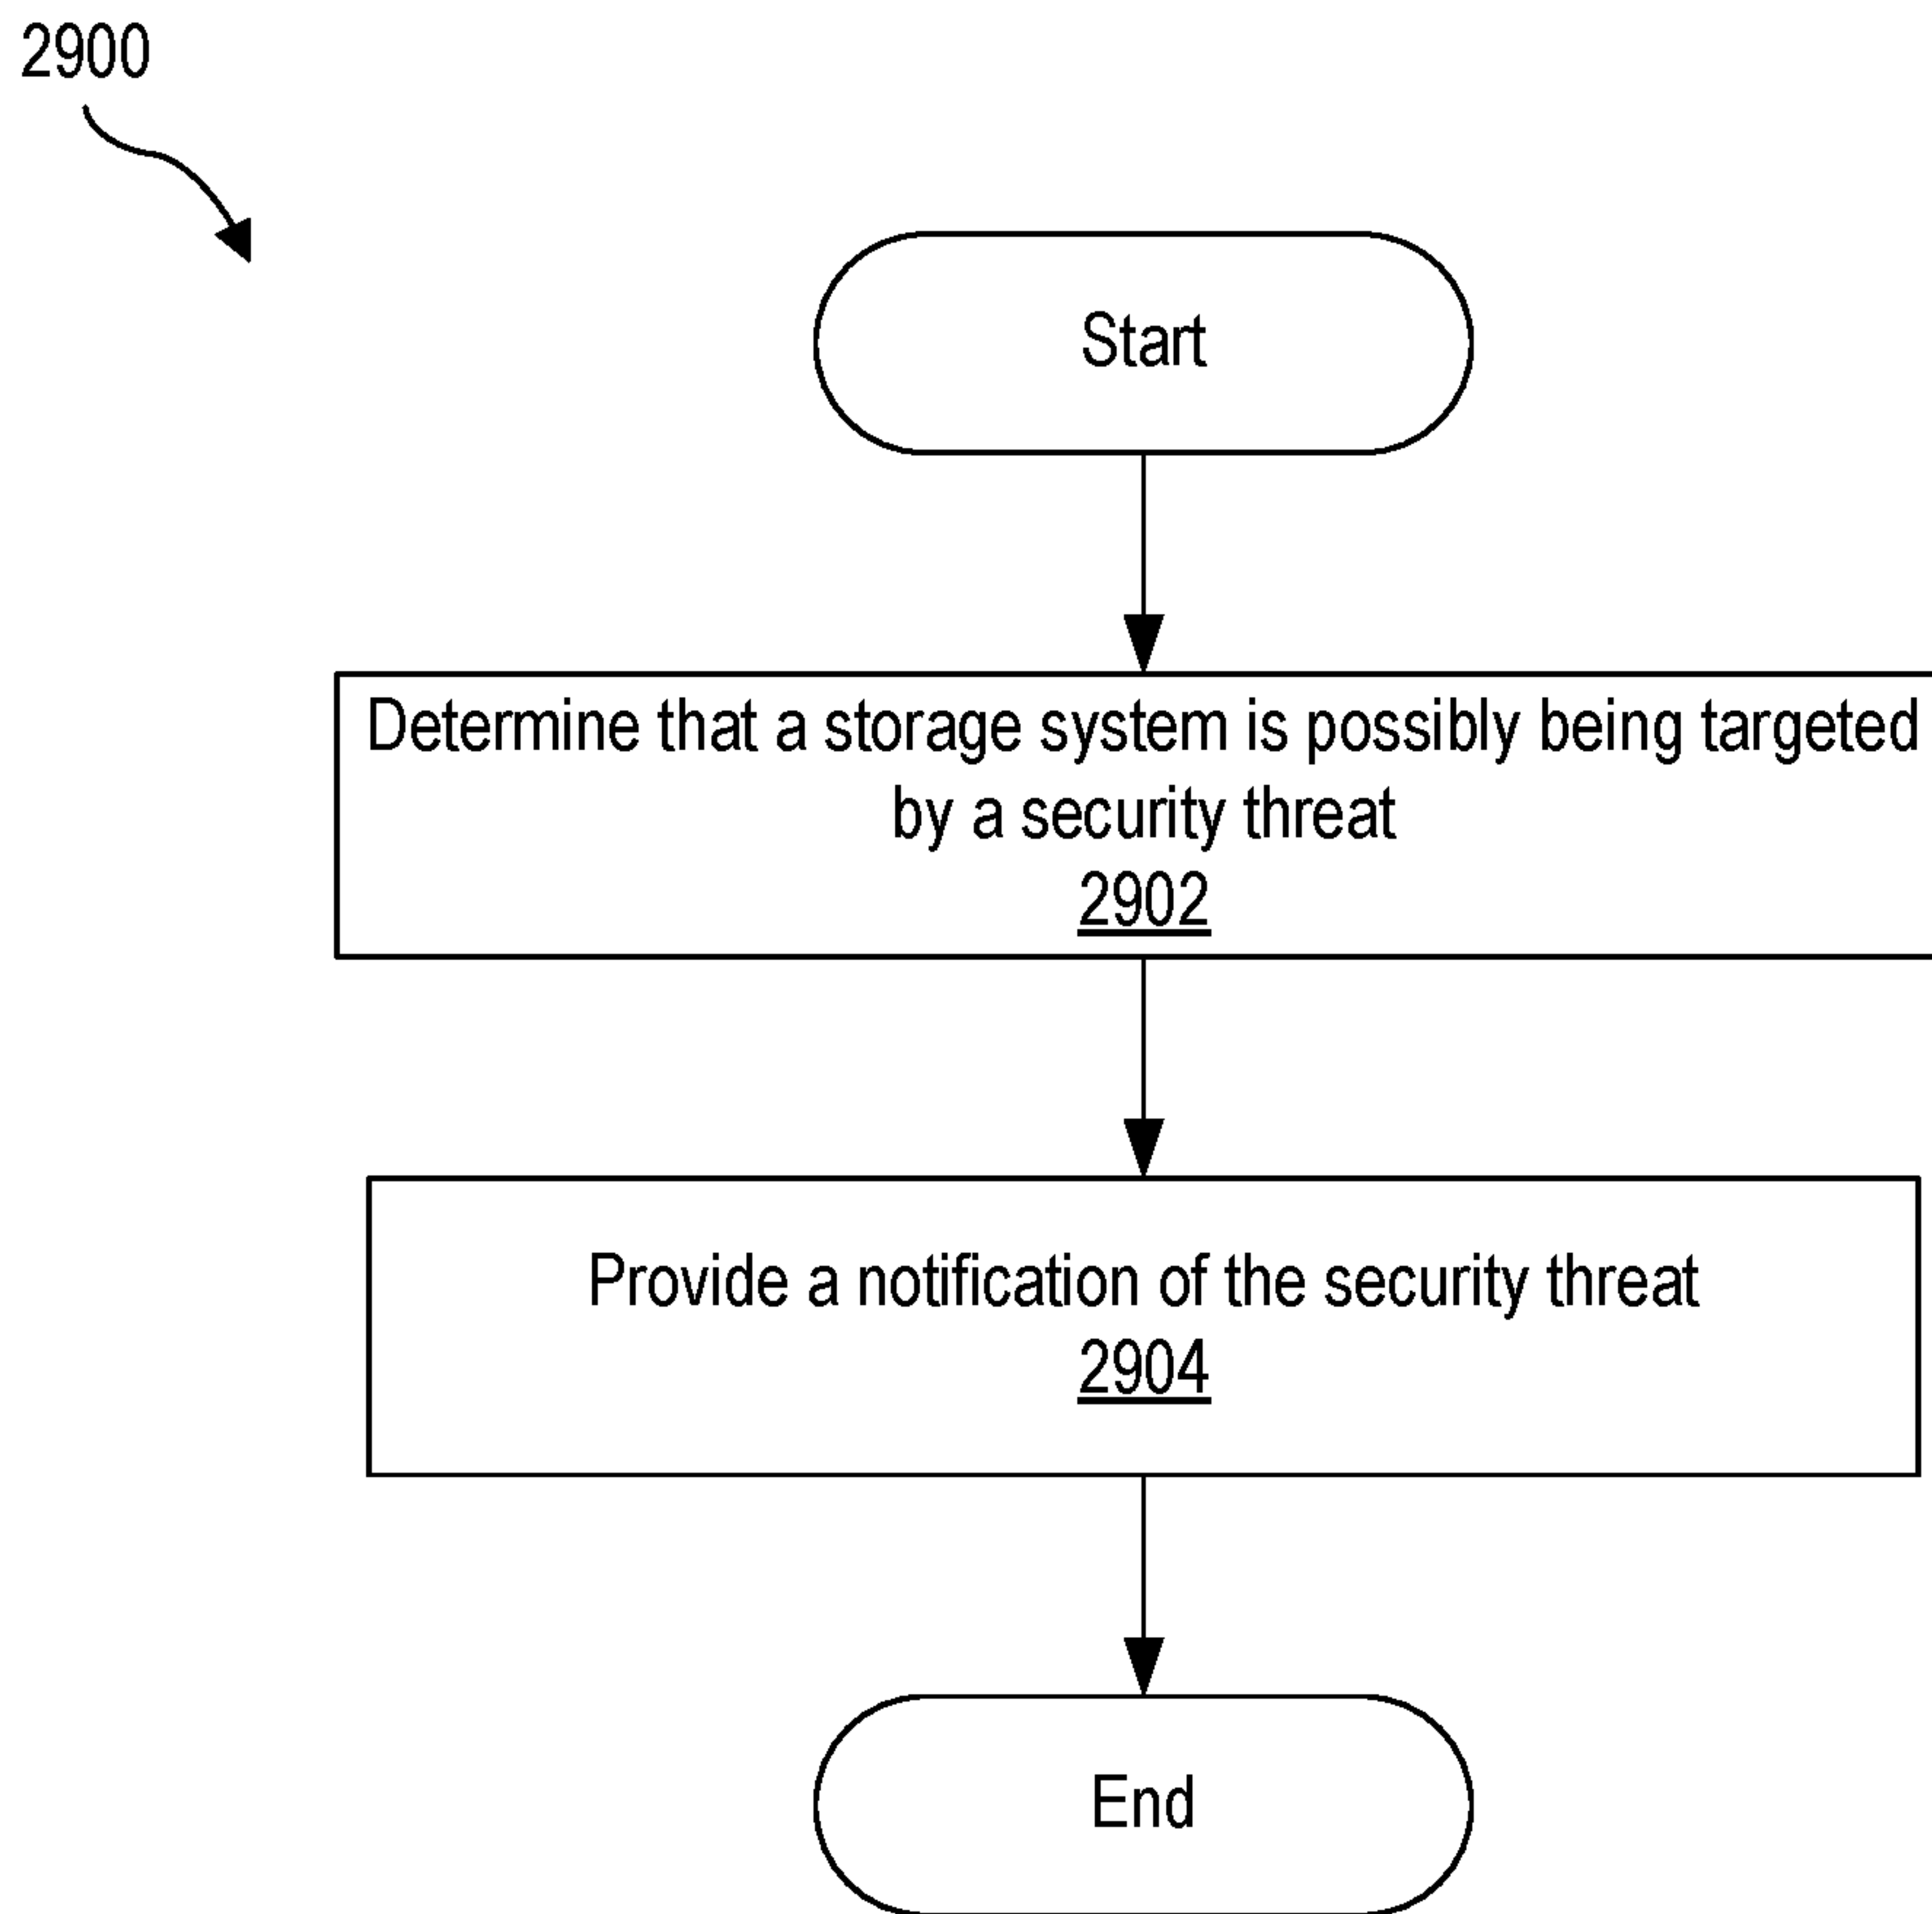 2900
Start
Determine that a storage system is possibly being targeted
by a security threat
2902
Provide a notification of the security threat
2904
End